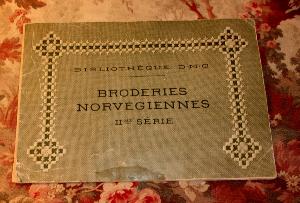 BIBLIOTHÈQUE D·M·C
BRODERIES
NORVÉGIENNES
IIME SÉRIE